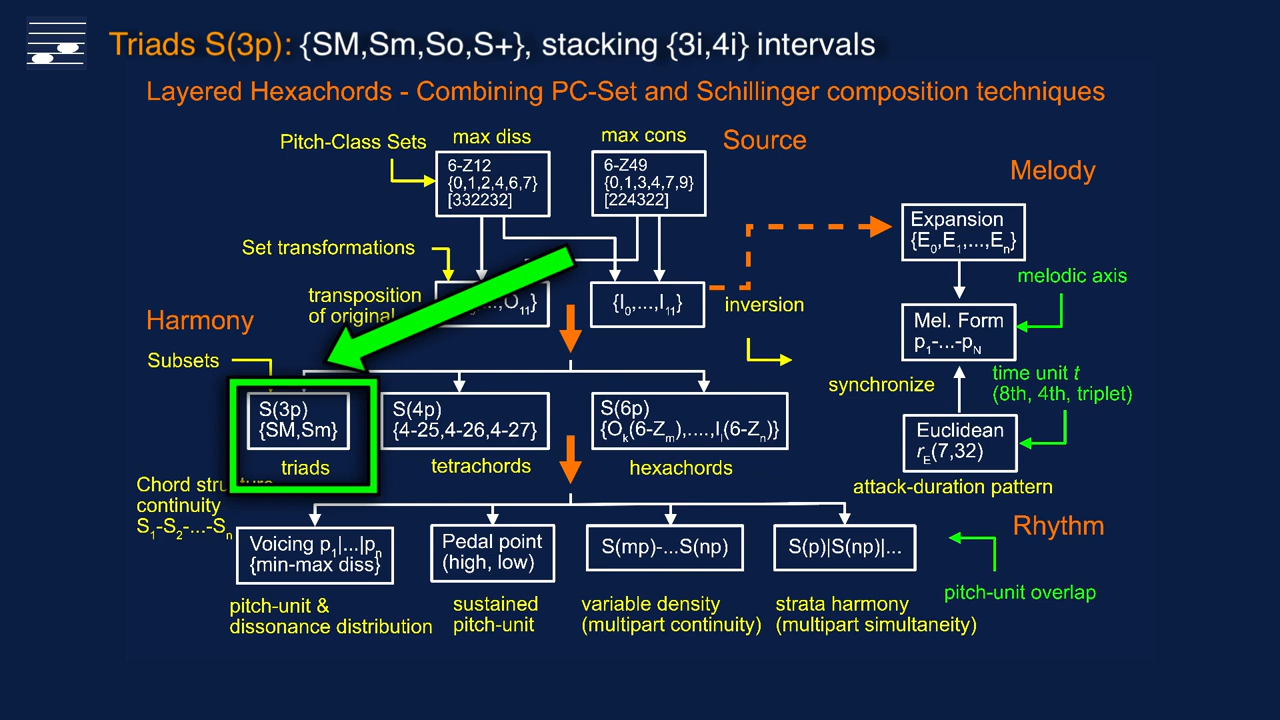 Triads S(3p): {SM,Sm,So,S+}, stacking {3i,4i} intervals
Layered Hexachords - Combining PC-Set and Schillinger composition techniques
Pitch-Class Sets
max diss
max cons
Source
6-Z12
{0,1,2,4,6,7}
[332232]
6-Z49
{0,1,3,4,7,9}
[224322]
Melody
Expansion
{E0,E1,...,En}
Set transformations
melodic axis
transposition
of original
,O11}
{I0,...,I11}
inversion
Mel. Form
p1-...-pN
Harmony
Subsets
synchronize
time unit t
(8th, 4th, triplet)
S(3p)
{SM,Sm}
S(4p)
{4-25,4-26,4-27}
S(6p)
{Ok(6-Zm),....,Il(6-Zn)}
Euclidean
rE(7,32)
triads
tetrachords
hexachords
attack-duration pattern
Chord structure
continuity
S1-S2-...-Sn
Rhythm
Voicing p1|...|pn
{min-max diss}
Pedal point
(high, low)
S(mp)-...S(np)
S(p)|S(np)|...
pitch-unit overlap
pitch-unit &
dissonance distribution
sustained
pitch-unit
variable density
(multipart continuity)
strata harmony
(multipart simultaneity)